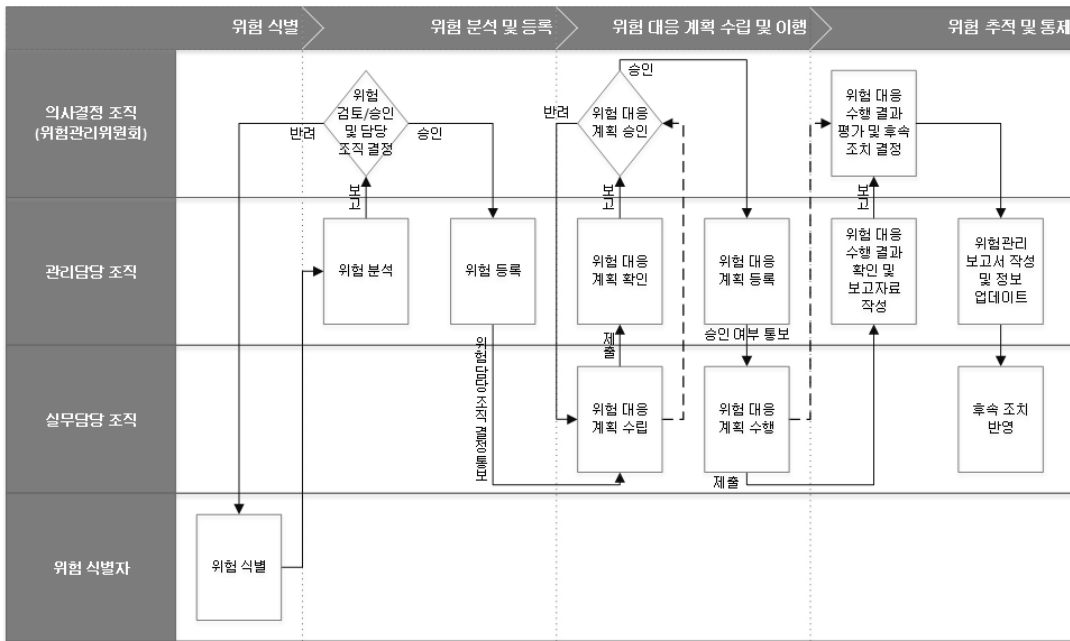 위험 식별
위험 분석 및 등록
위험 대응 계획 수립 및 이행
위험 추적 및 통제
의사결정 조직
(위험관리위원회)
위험
검토/승인
및 담당
조직 결정
반려
승인
보고
위험 대응
계획 승인
반려
승인
보고
위험 대응
수행 결과
평가 및 후속
조치 결정
보고
관리담당 조직
위험 분석
위험 등록
위험 대응
계획 확인
위험 대응
계획 등록
위험 대응
수행 결과
확인 및
보고자료
작성
위험관리
보고서 작성
및 정보
업데이트
제출
승인 여부 통보
위험 담당 조직 결정 통보
실무담당 조직
위험 대응
계획 수립
위험 대응
계획 수행
후속 조치
반영
제출
위험 식별자
위험 식별